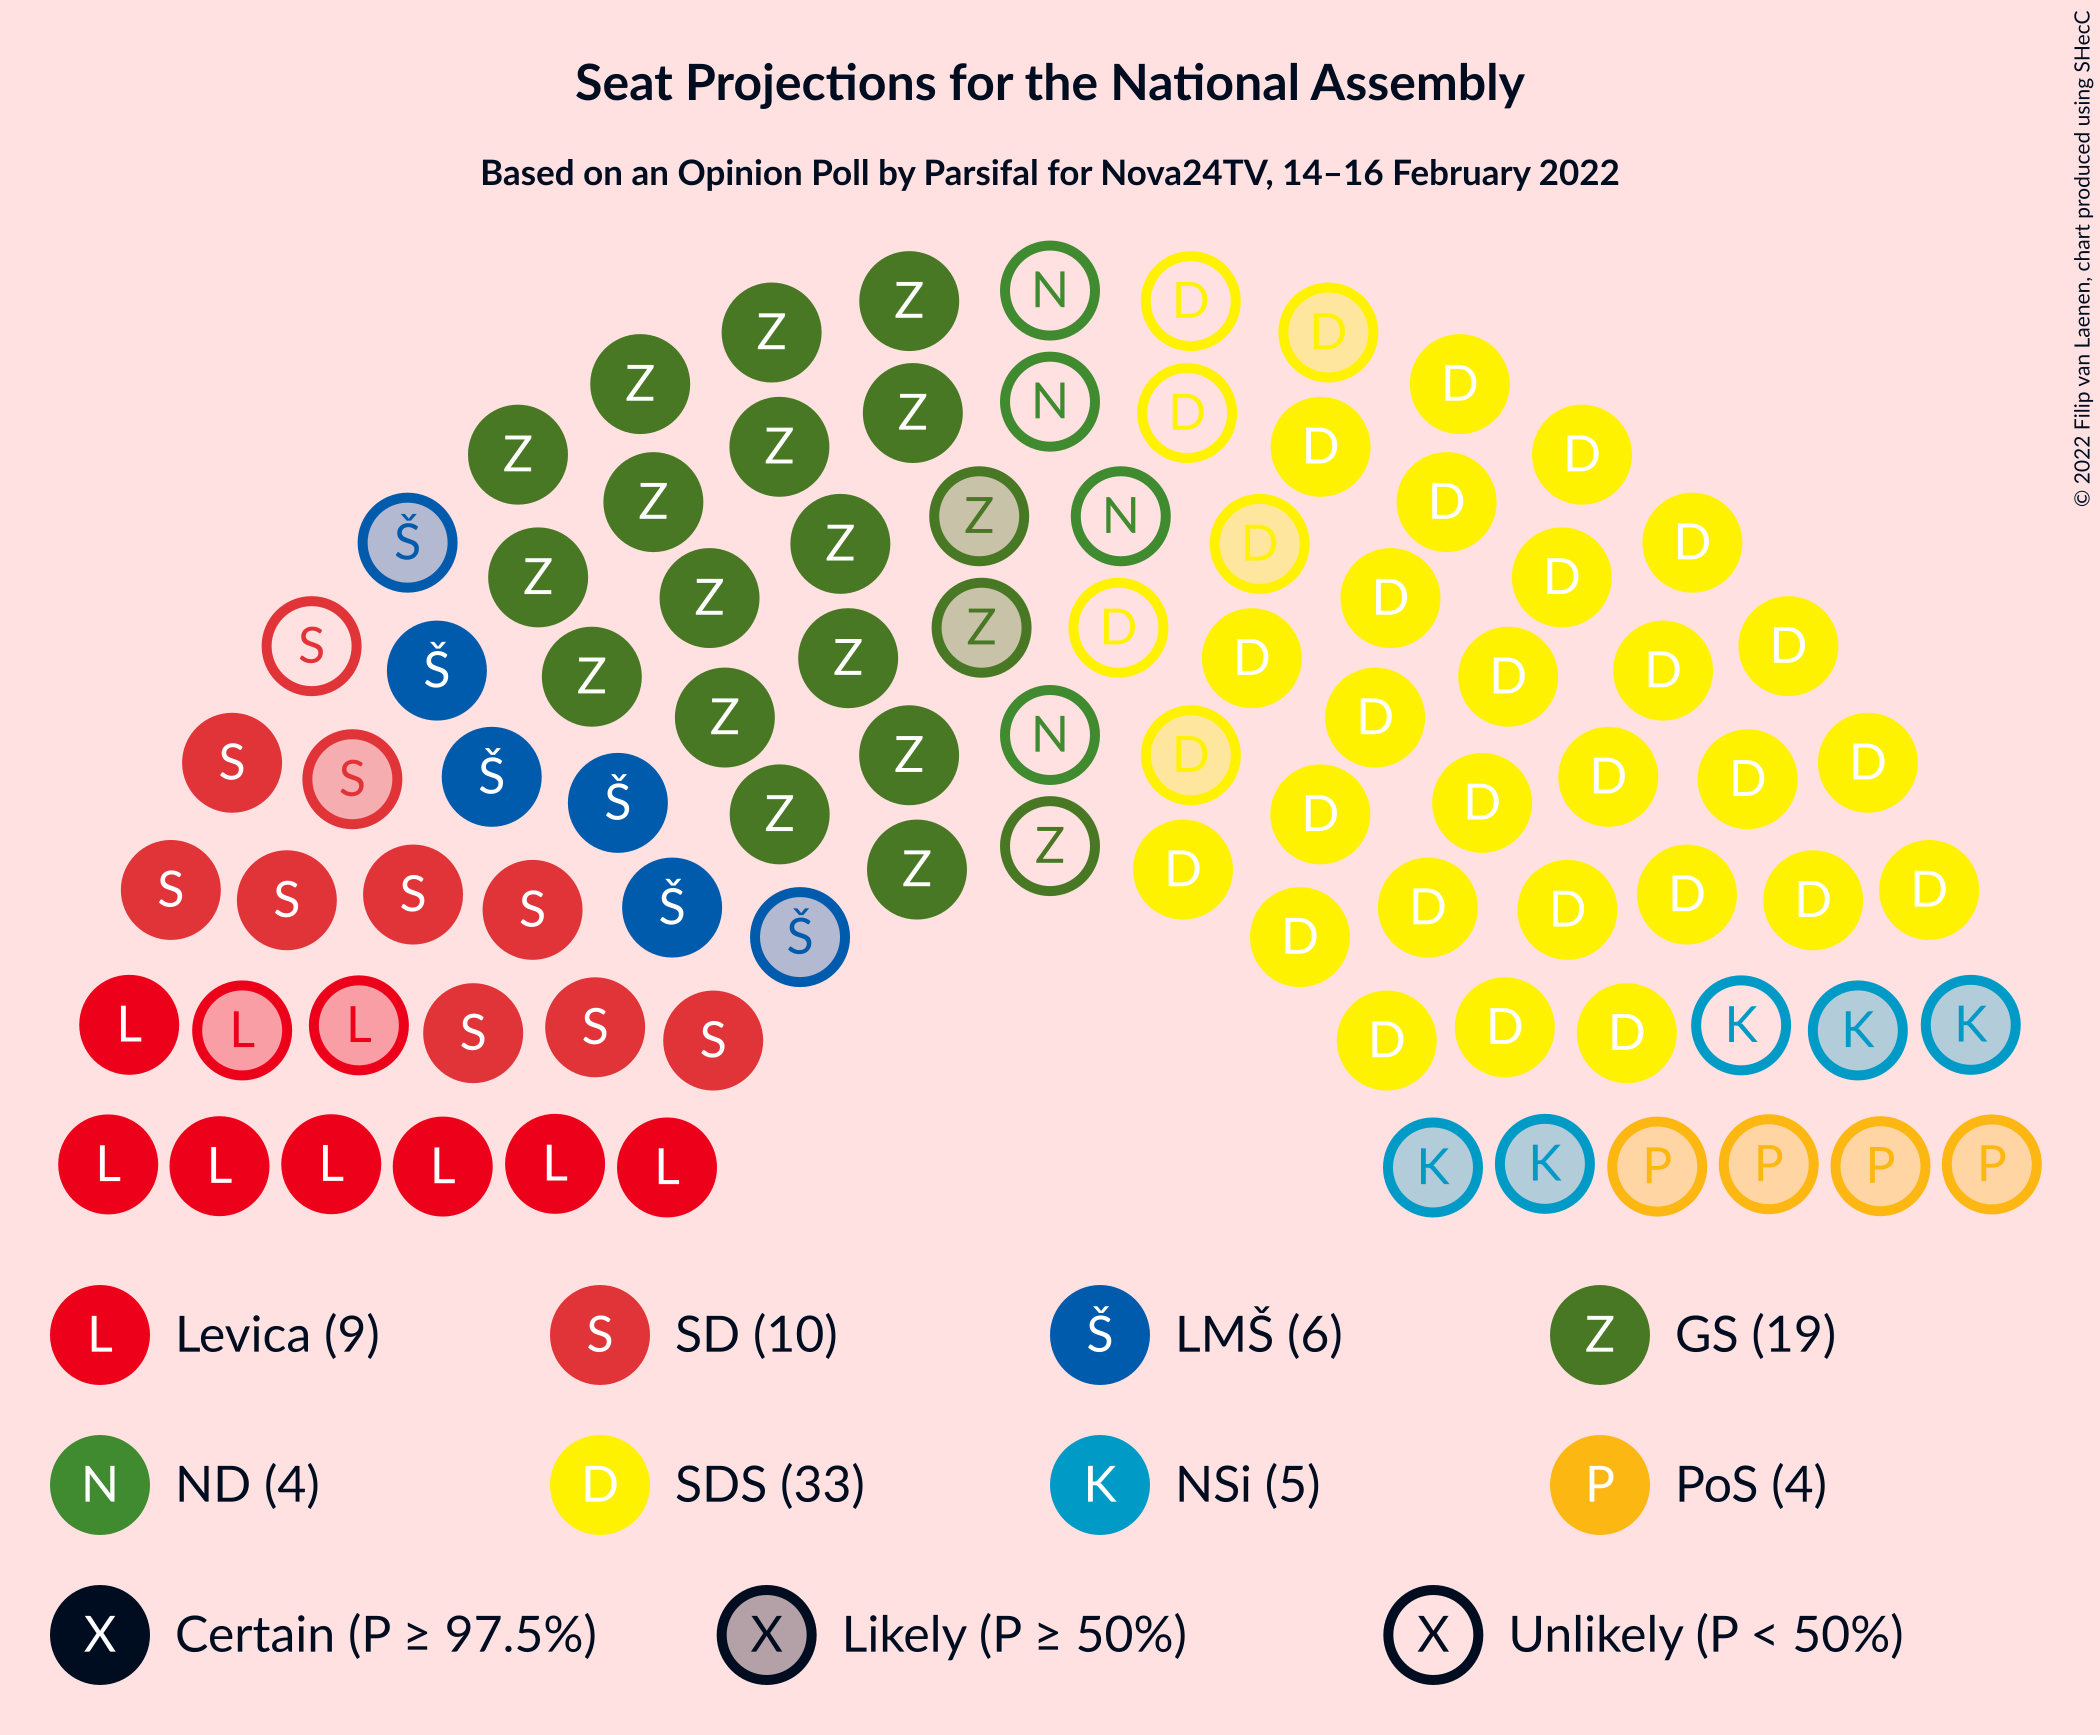 Seat Projections for the National Assembly
Based on an Opinion Poll by Parsifal for Nova24TV, 14–16 February 2022
© 2022 Filip van Laenen, chart produced using SHecC
N
Z D
Z D
Z D
Z D
N
Z D
Z D
Z D
Z N
Š D
Z D
Z D
Z D
Z D
S D
Z D
Š D
Z D
Z D
N
Z D
S D
Š D
S D
Š D
Z D
Z
Z D
S D
S D
S D
Š D
S D
Š D
L K
L K
L K
S D
S D
S D
L L L L L L K K P P P P
L Levica (9) S SD (10) Š LMŠ (6) Z GS (19)
N ND (4) D SDS (33) K NSi (5) P PoS (4)
X Certain (P ≥ 97.5%) X Likely (P ≥ 50%) X Unlikely (P < 50%)